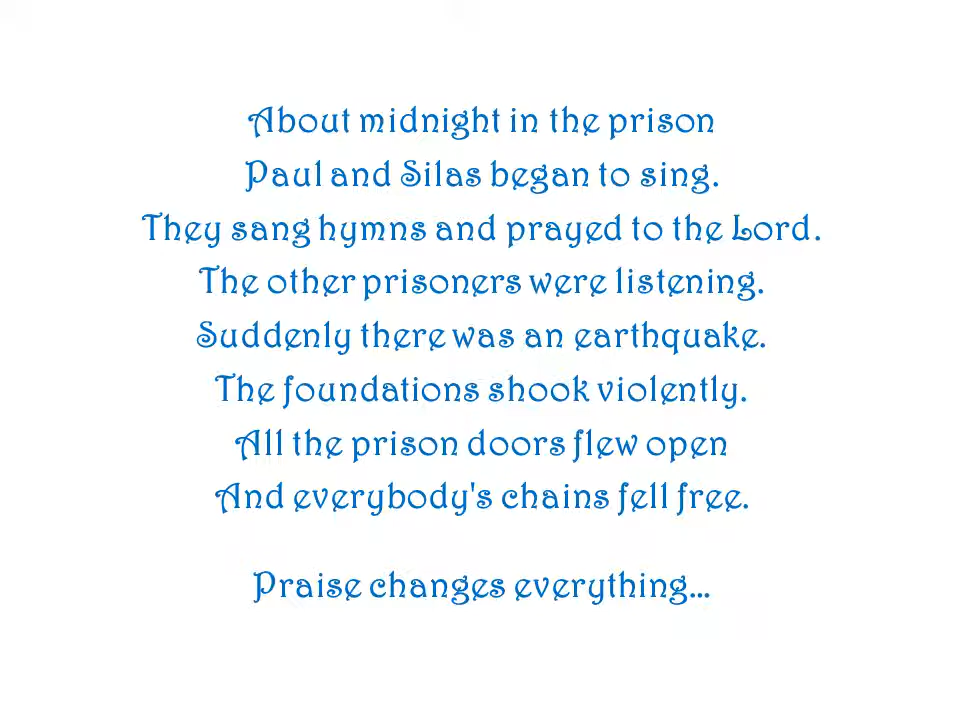 About midnight in the prison
Paul and Silas began to sing.
They sang hymns and prayed to the Lord.
The other prisoners were listening.
Suddenly there was an earthquake.
The foundations shook violently.
All the prison doors flew open
And everybody's chains fell free.
Praise changes everything...